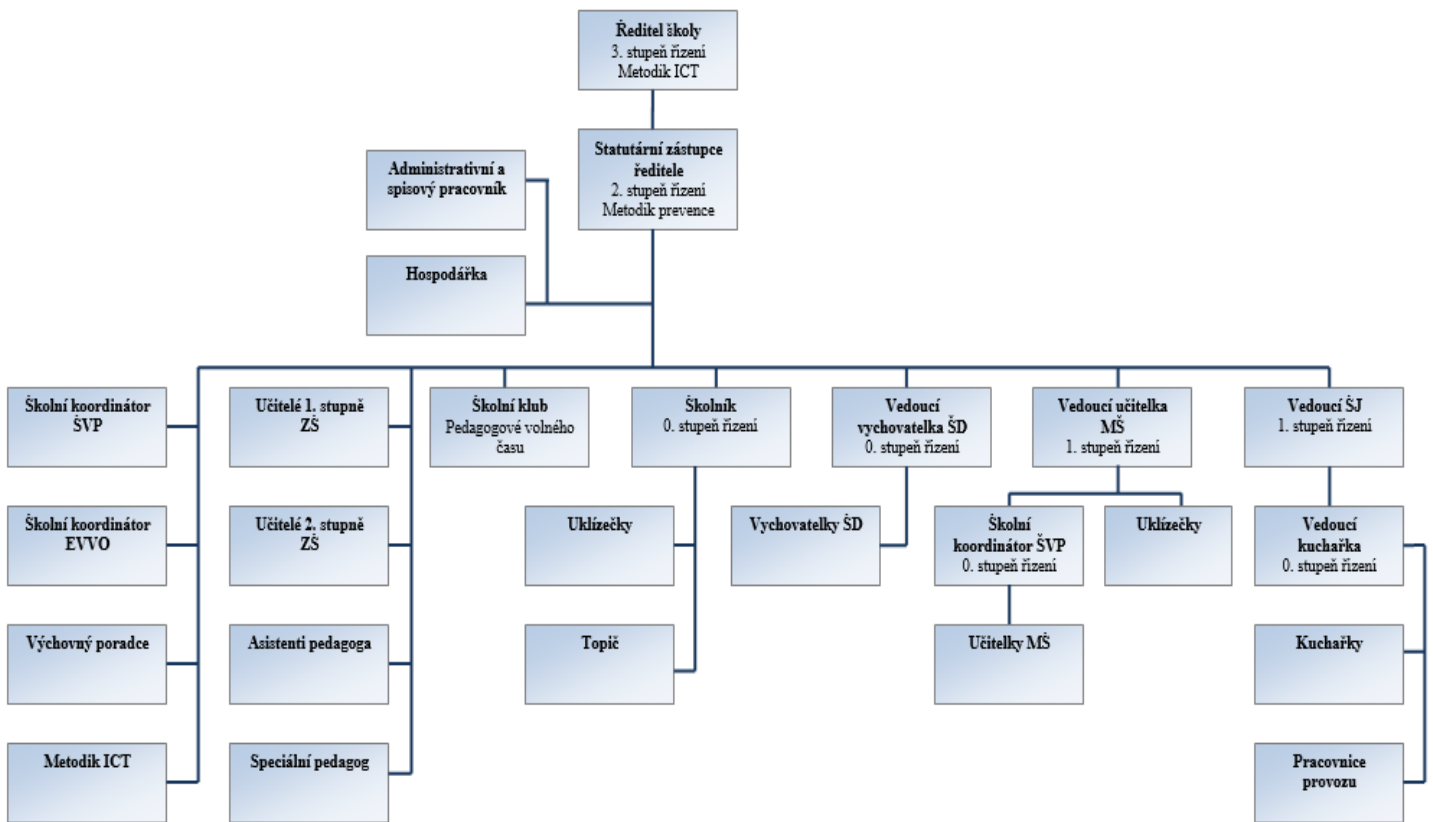 Ředitel školy
3. stupeň řízení
Metodik ICT
Statutární zástupce
ředitele
2. stupeň řízení
Metodik prevence
Administrativní a
spisový pracovník
Hospodářka
Školní koordinátor
ŠVP
Učitelé 1. stupně
ZŠ
Školní klub
Pedagogové volného
času
Školník
0. stupeň řízení
Vedoucí
vychovatelka ŠD
0. stupeň řízení
Vedoucí učitelka
MŠ
1. stupeň řízení
Vedoucí ŠJ
1. stupeň řízení
Školní koordinátor
EVVO
Učitelé 2. stupně
ZŠ
Uklízečky
Vychovatelky ŠD
Školní
koordinátor ŠVP
0. stupeň řízení
Uklízečky
Vedoucí
kuchařka
0. stupeň řízení
Výchovný poradce
Asistenti pedagoga
Topič
Učitelky MŠ
Kuchařky
Metodik ICT
Speciální pedagog
Pracovnice
provozu